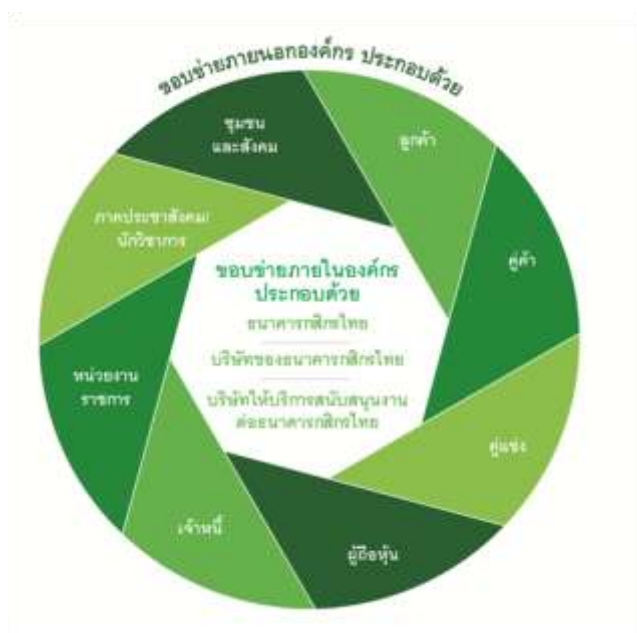 ขอบข่ายภายนอกองค์กร ประกอบด้วย
ชุมชน
และสังคม
ลูกค้า
คู่ค้า
คู่แข่ง
ผู้ถือหุ้น
เจ้าหนี้
หน่วยงาน
ราชการ
ภาคประชาสังคม/
นักวิชาการ
ขอบข่ายภายในองค์กร
ประกอบด้วย
ธนาคารกสิกรไทย
บริษัทของธนาคารกสิกรไทย
บริษัทให้บริการสนับสนุนงาน
ต่อธนาคารกสิกรไทย